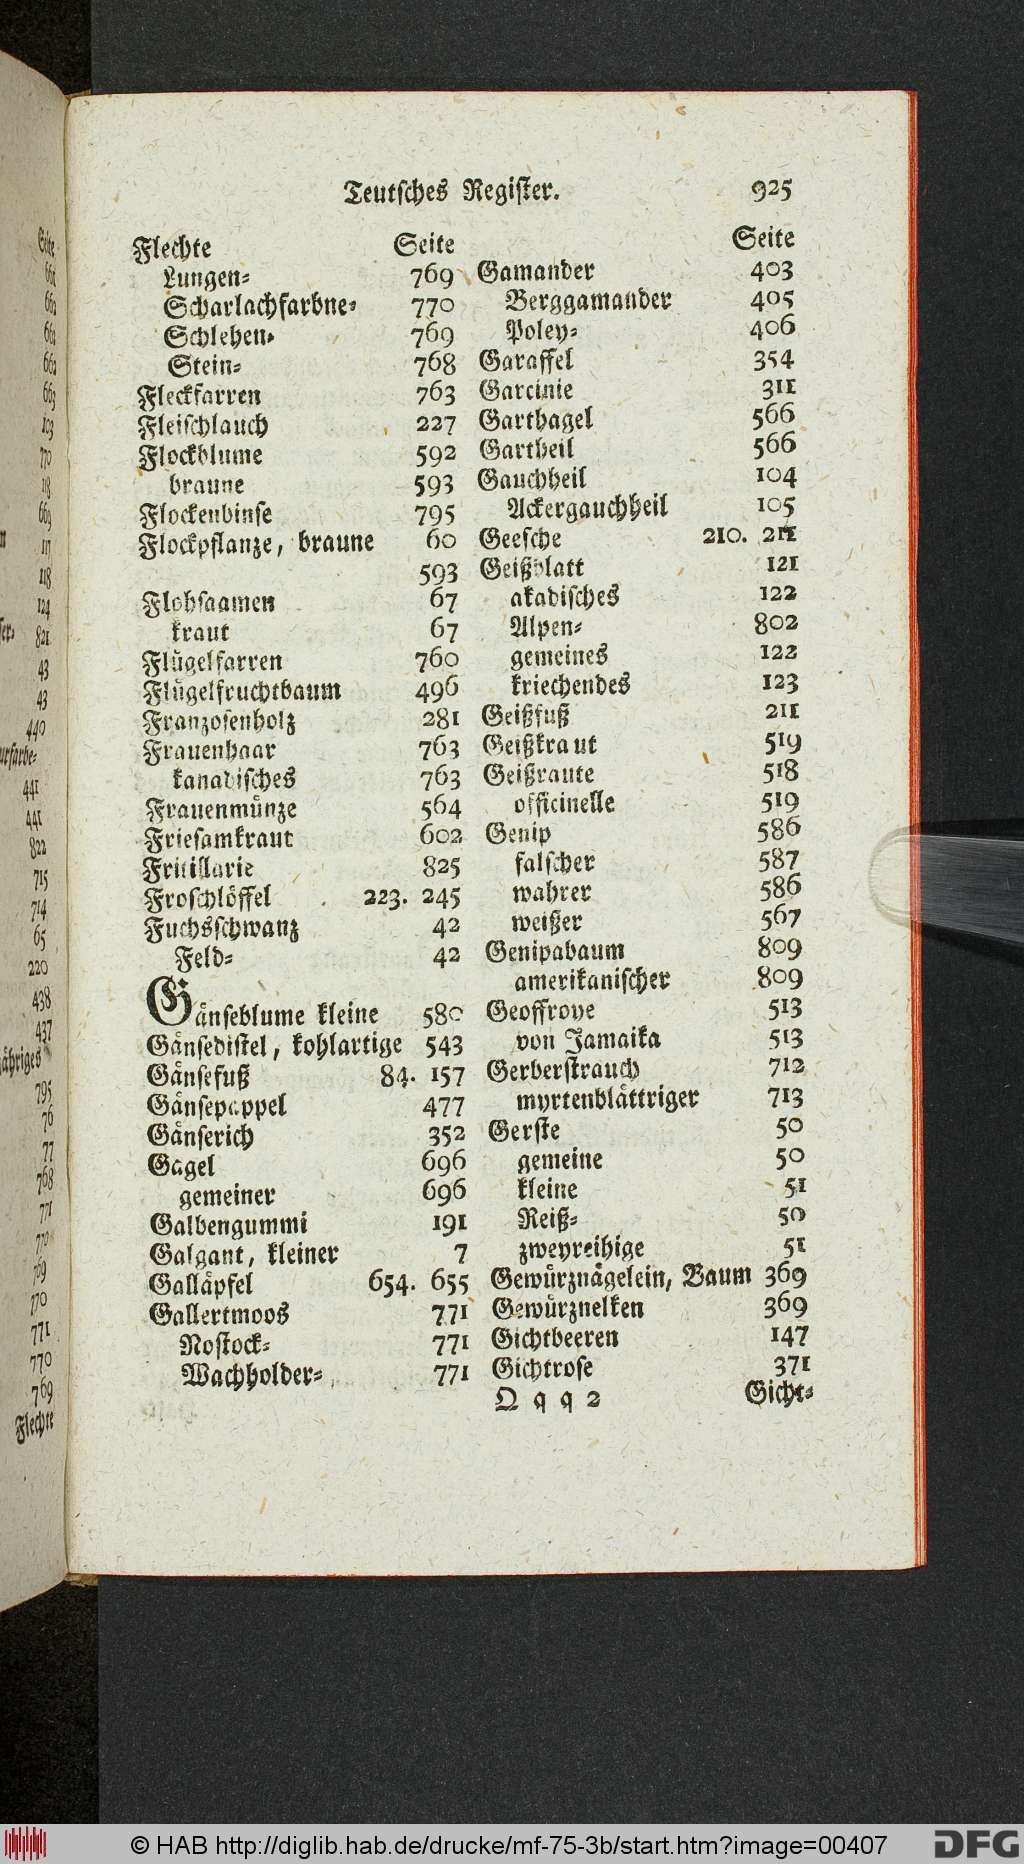 Teutsches Register. 925
Flechte Seite
Lungen- 769
Scharlachfarbne- 770
Schlehen- 769
Stein- 768
Fleckfarren 763
Fleischlauch 227
Flockblume 592
braune 593
Flockenbinse 795
Flockpflanze, braune 60
593
Flohsaamen 67
kraut 67
Flügelfarren 760
Flügelfruchtbaum 496
Franzosenholz 281
Frauenhaar 763
kanadisches 763
Frauenmünze 564
Friesamkraut 602
Fritillarie 825
Froschlöffel 223. 245
Fuchsschwanz 42
Feld- 42
Gänseblume kleine 580
Gänsedistel, kohlartige 543
Gänsefuß 84. 157
Gänsepappel 477
Gänserich 352
Gagel 696
gemeiner 696
Galbengummi 191
Galgant, kleiner 7
Galläpfel 654. 655
Gallertmoos 771
Nostock- 771
Wachholder- 771
Seite
Gamander 403
Berggamander 405
Poley- 406
Garaffel 354
Garcinie 311
Garthagel 566
Gartheil 566
Gauchheil 104
Ackergauchheil 105
Geesche 210. 211
Geißblatt 121
akadisches 122
Alpen- 802
gemeines 122
kriechendes 123
Geißfuß 211
Geißkraut 519
Geißraute 518
officinelle 519
Genip 586
falscher 587
wahrer 586
weißer 567
Genipabaum 809
amerikanischer 809
Geoffroye 513
von Jamaika 513
Gerberstrauch 712
myrtenblättriger 713
Gerste 50
gemeine 50
kleine 51
Reiß- 50
zweyreihige 51
Gewürznägelein, Baum 369
Gewürznelken 369
Gichtbeeren 147
Gichtrose 371
Qqq 2 Gicht-
© HAB http://diglib.hab.de/drucke/mf-75-3b/start.htm?image=00407
DFG